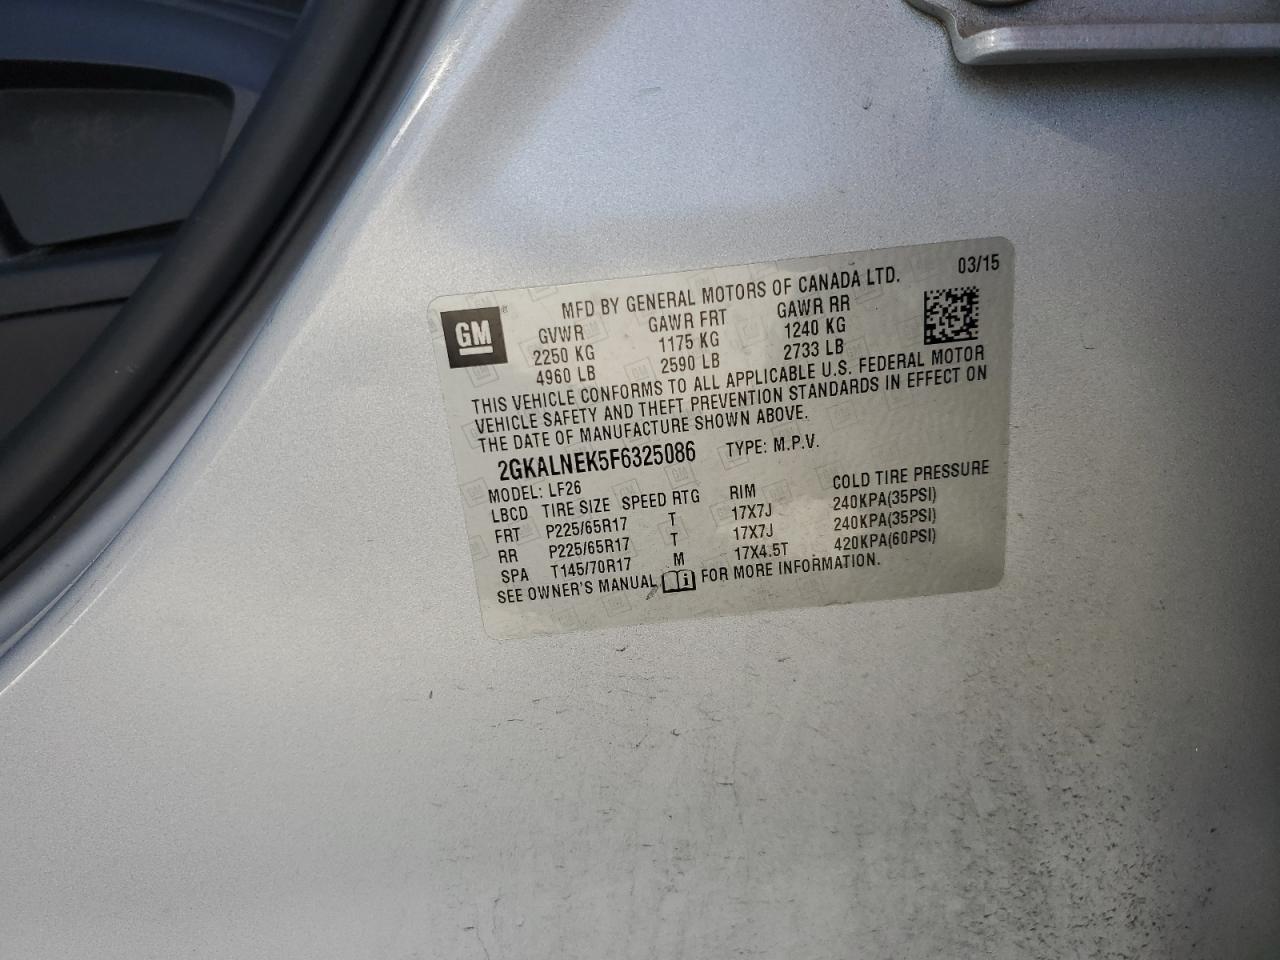 MFD BY GENERAL MOTORS OF CANADA LTD. 03/15
GM ®
GVWR GAWR FRT GAWR RR
2250 KG 1175 KG 1240 KG
4960 LB 2590 LB 2733 LB
THIS VEHICLE CONFORMS TO ALL APPLICABLE U.S. FEDERAL MOTOR
VEHICLE SAFETY AND THEFT PREVENTION STANDARDS IN EFFECT ON
THE DATE OF MANUFACTURE SHOWN ABOVE.
2GKALNEK5F6325086 TYPE: M.P.V.
MODEL: LF26
LBCD TIRE SIZE SPEED RTG RIM COLD TIRE PRESSURE
FRT P225/65R17 T 17X7J 240KPA(35PSI)
RR P225/65R17 T 17X7J 240KPA(35PSI)
SPA T145/70R17 M 17X4.5T 420KPA(60PSI)
SEE OWNER'S MANUAL i FOR MORE INFORMATION.